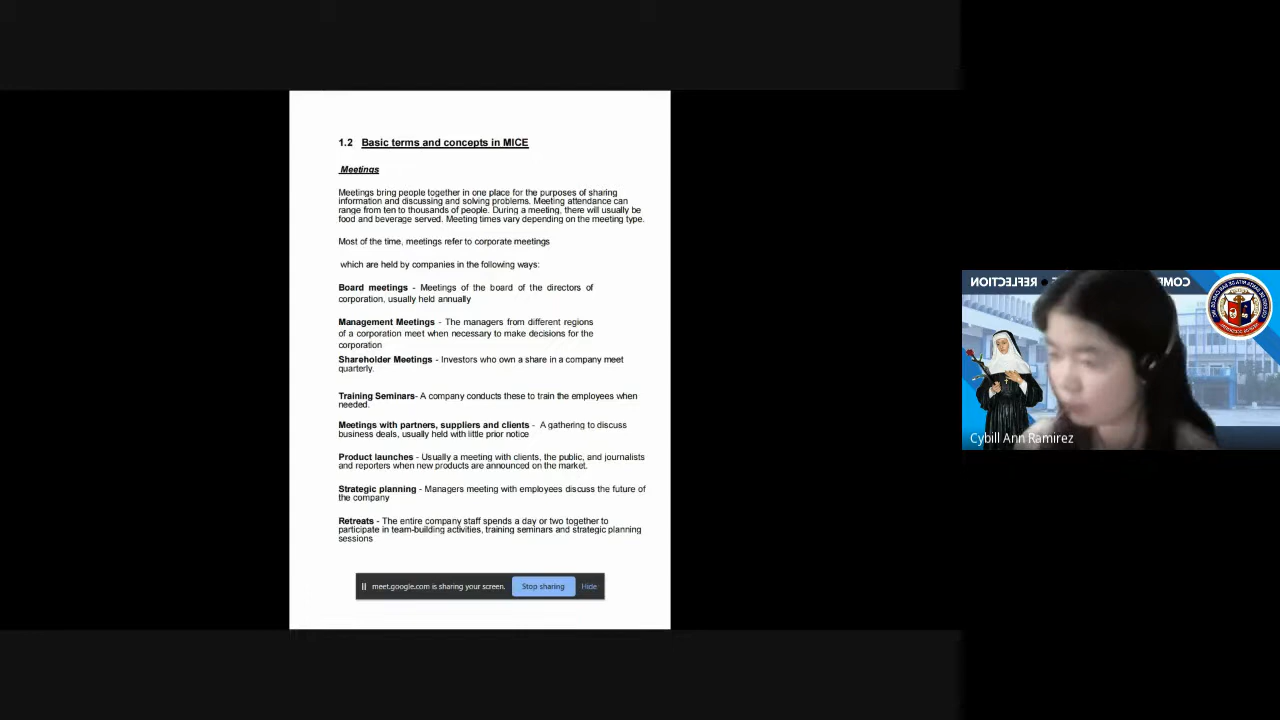 1.2 Basic terms and concepts in MICE
Meetings
Meetings bring people together in one place for the purposes of sharing
information and discussing and solving problems. Meeting attendance can
range from ten to thousands of people. During a meeting, there will usually be
food and beverage served. Meeting times vary depending on the meeting type.
Most of the time, meetings refer to corporate meetings
which are held by companies in the following ways:
Board meetings - Meetings of the board of the directors of
corporation, usually held annually
Management Meetings - The managers from different regions
of a corporation meet when necessary to make decisions for the
corporation
Shareholder Meetings - Investors who own a share in a company meet
quarterly.
Training Seminars- A company conducts these to train the employees when
needed.
Meetings with partners, suppliers and clients - A gathering to discuss
business deals, usually held with little prior notice
Product launches - Usually a meeting with clients, the public, and journalists
and reporters when new products are announced on the market.
Strategic planning - Managers meeting with employees discuss the future of
the company
Retreats - The entire company staff spends a day or two together to
participate in team-building activities, training seminars and strategic planning
sessions
meet.google.com is sharing your screen. Stop sharing Hide
REFLECTION
Cybill Ann Ramirez